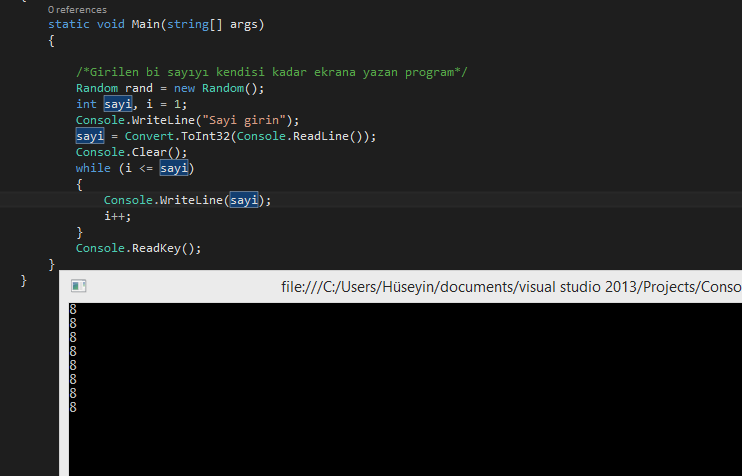 {
0 references
static void Main(string[] args)
{
/*Girilen bi sayıyı kendisi kadar ekrana yazan program*/
Random rand = new Random();
int sayi, i = 1;
Console.WriteLine("Sayi girin");
sayi = Convert.ToInt32(Console.ReadLine());
Console.Clear();
while (i <= sayi)
{
Console.WriteLine(sayi);
i++;
}
Console.ReadKey();
}
}
file:///C:/Users/Hüseyin/documents/visual studio 2013/Projects/Conso
8
8
8
8
8
8
8
8